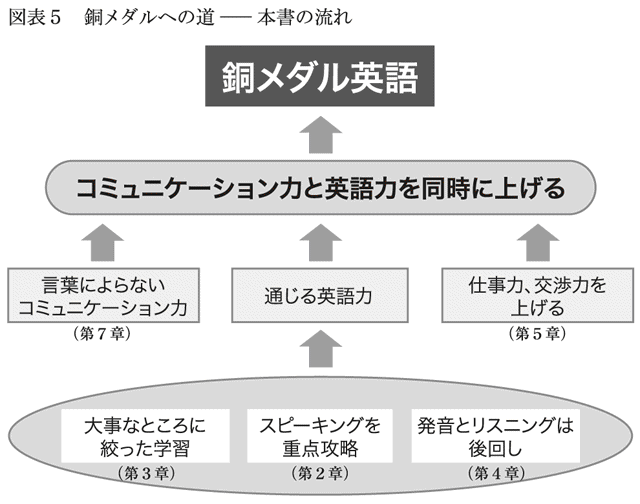 図表5　銅メダルへの道 ── 本書の流れ
銅メダル英語
コミュニケーション力と英語力を同時に上げる
言葉によらない
コミュニケーション力
(第7章)
通じる英語力
仕事力、交渉力を
上げる
(第5章)
大事なところに
絞った学習
(第3章)
スピーキングを
重点攻略
(第2章)
発音とリスニングは
後回し
(第4章)